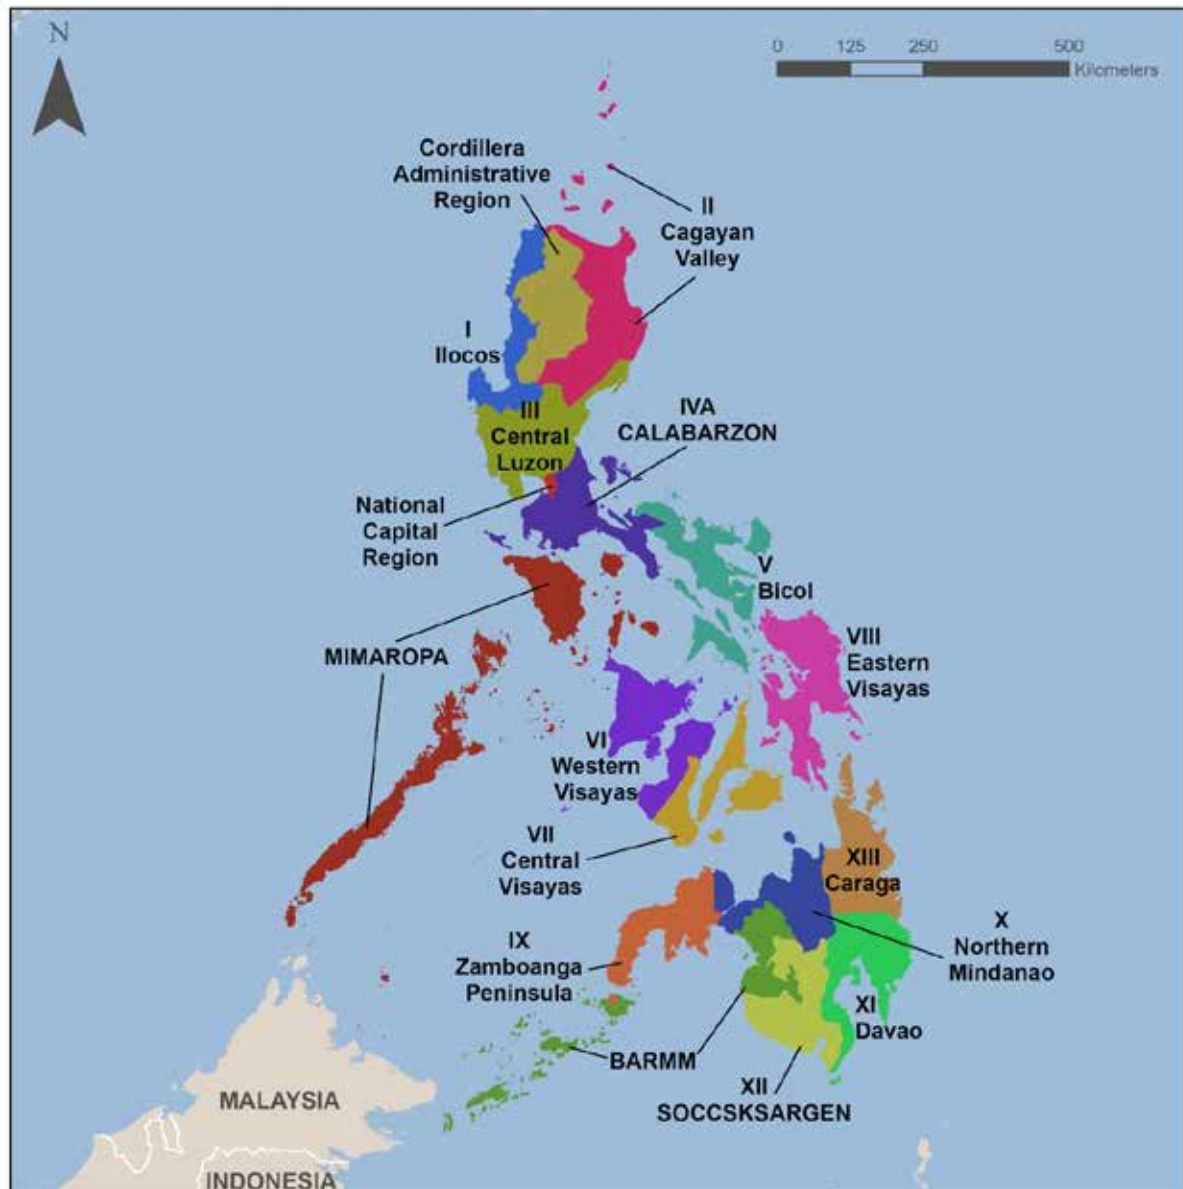 N
0 125 250 500
Kilometers
Cordillera
Administrative
Region
II
Cagayan
Valley
I
Ilocos
III
Central
Luzon
IVA
CALABARZON
National
Capital
Region
V
Bicol
MIMAROPA
VIII
Eastern
Visayas
VI
Western
Visayas
VII
Central
Visayas
XIII
Caraga
X
Northern
Mindanao
IX
Zamboanga
Peninsula
XI
Davao
BARMM
XII
SOCCSKSARGEN
MALAYSIA
INDONESIA